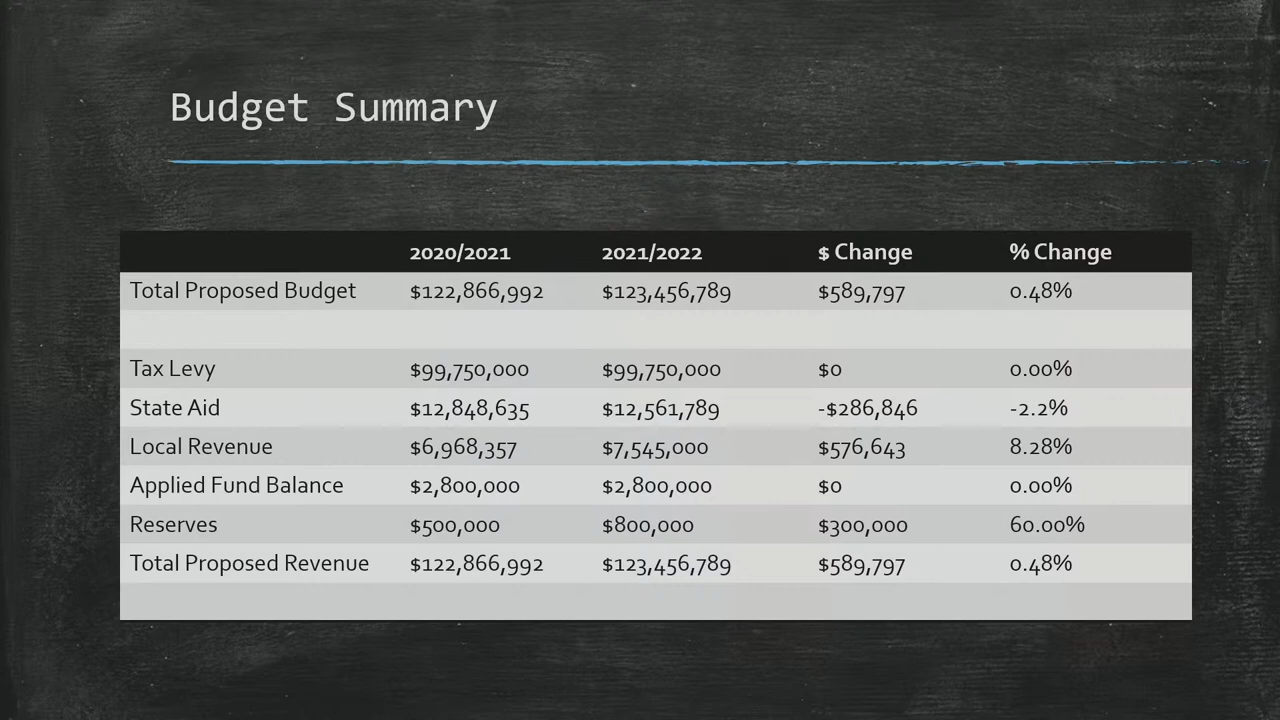 Budget Summary
2020/2021 2021/2022 $ Change % Change
Total Proposed Budget $122,866,992 $123,456,789 $589,797 0.48%
Tax Levy $99,750,000 $99,750,000 $0 0.00%
State Aid $12,848,635 $12,561,789 -$286,846 -2.2%
Local Revenue $6,968,357 $7,545,000 $576,643 8.28%
Applied Fund Balance $2,800,000 $2,800,000 $0 0.00%
Reserves $500,000 $800,000 $300,000 60.00%
Total Proposed Revenue $122,866,992 $123,456,789 $589,797 0.48%